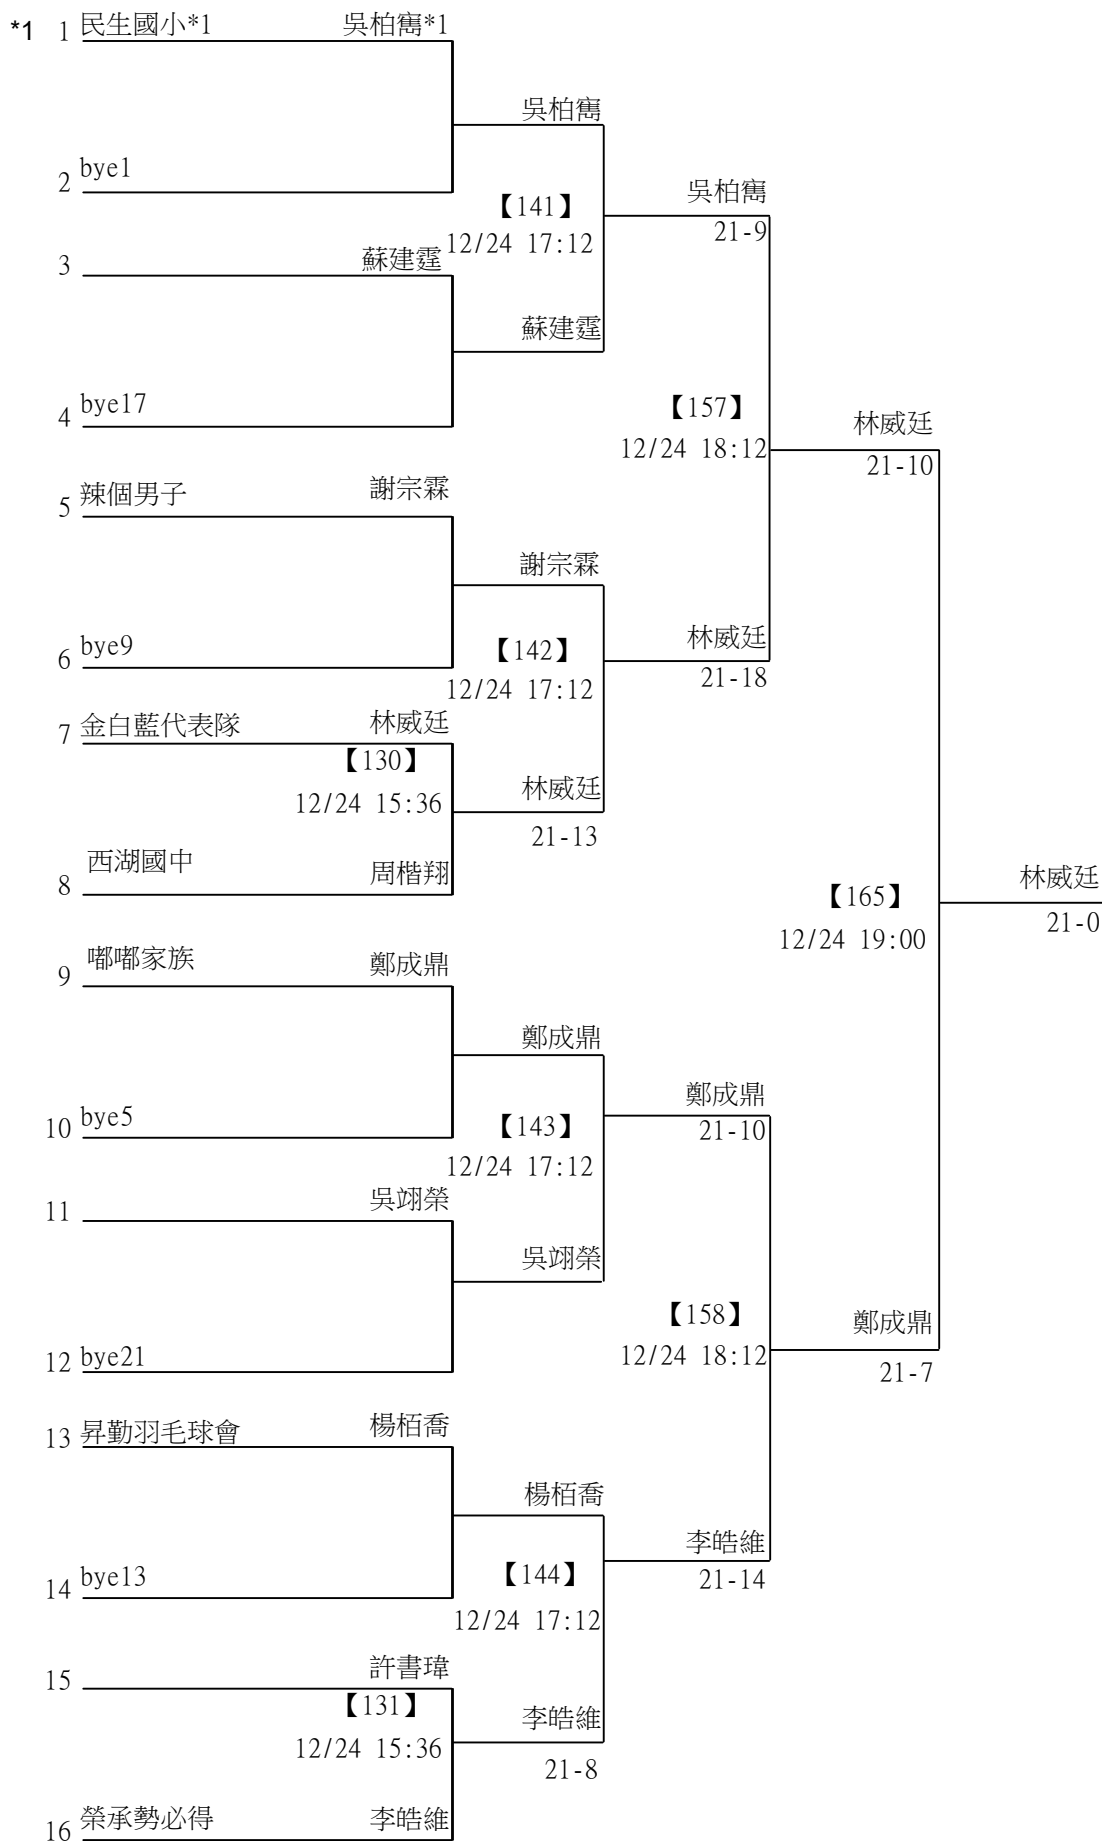 *1 1 民生國小*1 吳柏寯*1
吳柏寯
2 bye1
吳柏寯
【141】
21-9
12/24 17:12
3 蘇建霆
蘇建霆
4 bye17
【157】
林威廷
12/24 18:12
21-10
5 辣個男子 謝宗霖
謝宗霖
6 bye9
【142】
林威廷
21-18
12/24 17:12
7 金白藍代表隊 林威廷
【130】
12/24 15:36
林威廷
21-13
8 西湖國中 周楷翔
【165】
林威廷
21-0
12/24 19:00
9 嘟嘟家族 鄭成鼎
鄭成鼎
鄭成鼎
10 bye5
【143】
21-10
12/24 17:12
11 吳翊榮
吳翊榮
【158】
鄭成鼎
12 bye21
12/24 18:12
21-7
13 昇勤羽毛球會 楊栢喬
楊栢喬
李皓維
14 bye13
【144】
21-14
12/24 17:12
15 許書瑋
【131】
李皓維
12/24 15:36
21-8
16 榮承勢必得 李皓維